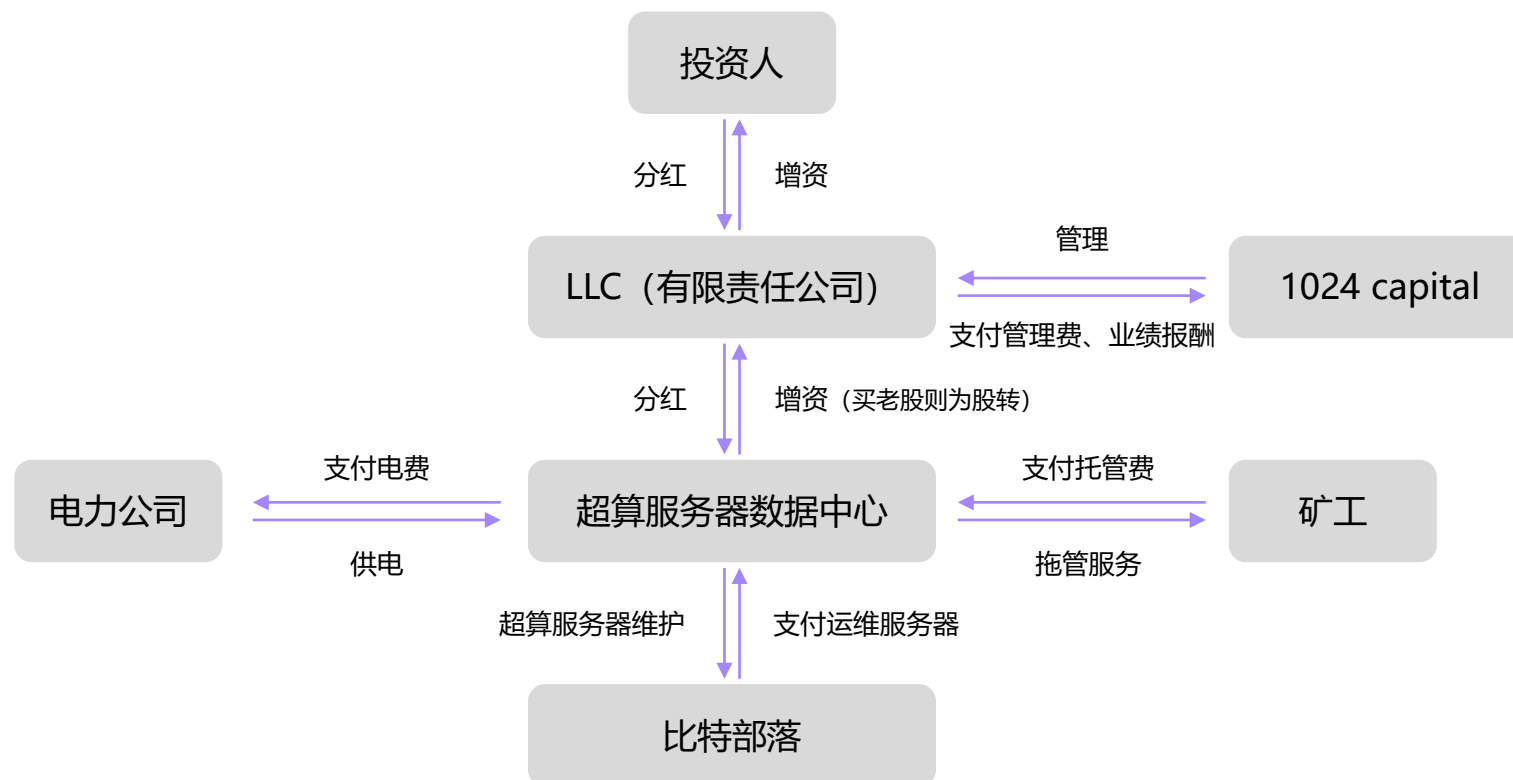 投资人
分红
增资
管理
LLC（有限责任公司）
1024 capital
支付管理费、业绩报酬
分红
增资（买老股则为股转）
支付电费
支付托管费
电力公司
超算服务器数据中心
矿工
供电
拖管服务
超算服务器维护
支付运维服务器
比特部落